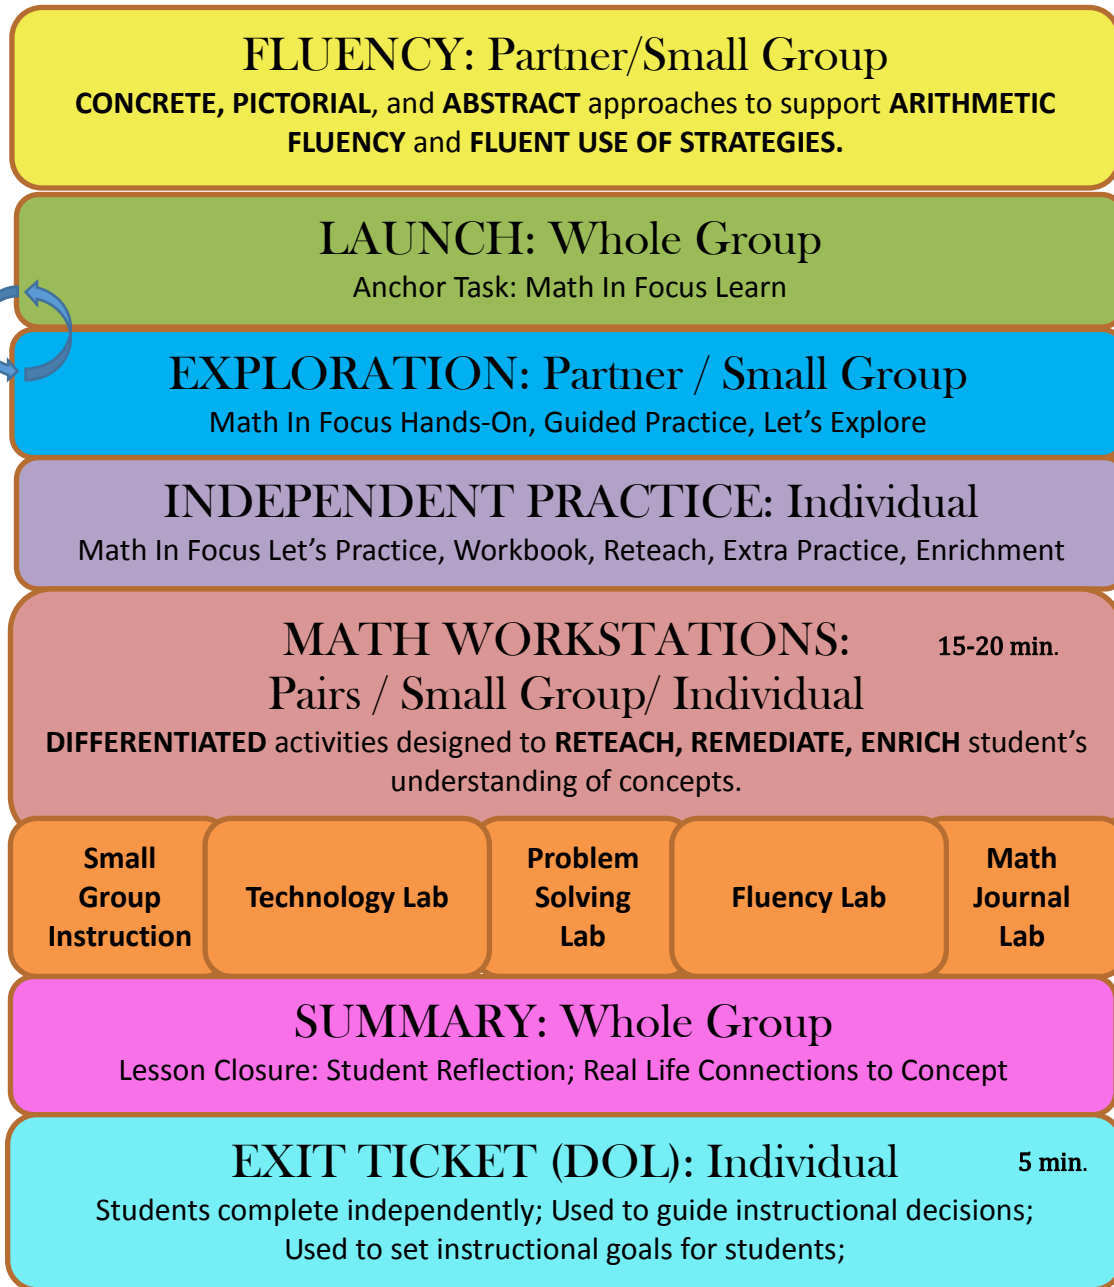 FLUENCY: Partner/Small Group
CONCRETE, PICTORIAL, and ABSTRACT approaches to support ARITHMETIC
FLUENCY and FLUENT USE OF STRATEGIES.
LAUNCH: Whole Group
Anchor Task: Math In Focus Learn
EXPLORATION: Partner / Small Group
Math In Focus Hands-On, Guided Practice, Let's Explore
INDEPENDENT PRACTICE: Individual
Math In Focus Let's Practice, Workbook, Reteach, Extra Practice, Enrichment
MATH WORKSTATIONS: 15-20 min.
Pairs / Small Group/ Individual
DIFFERENTIATED activities designed to RETEACH, REMEDIATE, ENRICH student's
understanding of concepts.
Small
Group
Instruction
Technology Lab
Problem
Solving
Lab
Fluency Lab
Math
Journal
Lab
SUMMARY: Whole Group
Lesson Closure: Student Reflection; Real Life Connections to Concept
EXIT TICKET (DOL): Individual 5 min.
Students complete independently; Used to guide instructional decisions;
Used to set instructional goals for students;